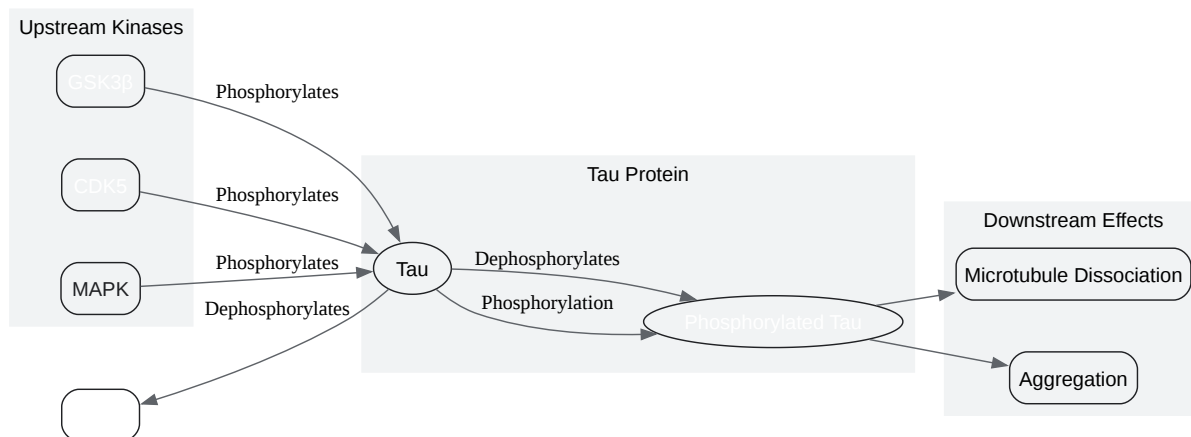 Upstream Kinases
GSK3β
Phosphorylates
CDK5
Phosphorylates
MAPK
Phosphorylates
Dephosphorylates
Tau Protein
Tau
Dephosphorylates
Phosphorylation
Phosphorylated Tau
Downstream Effects
Microtubule Dissociation
Aggregation